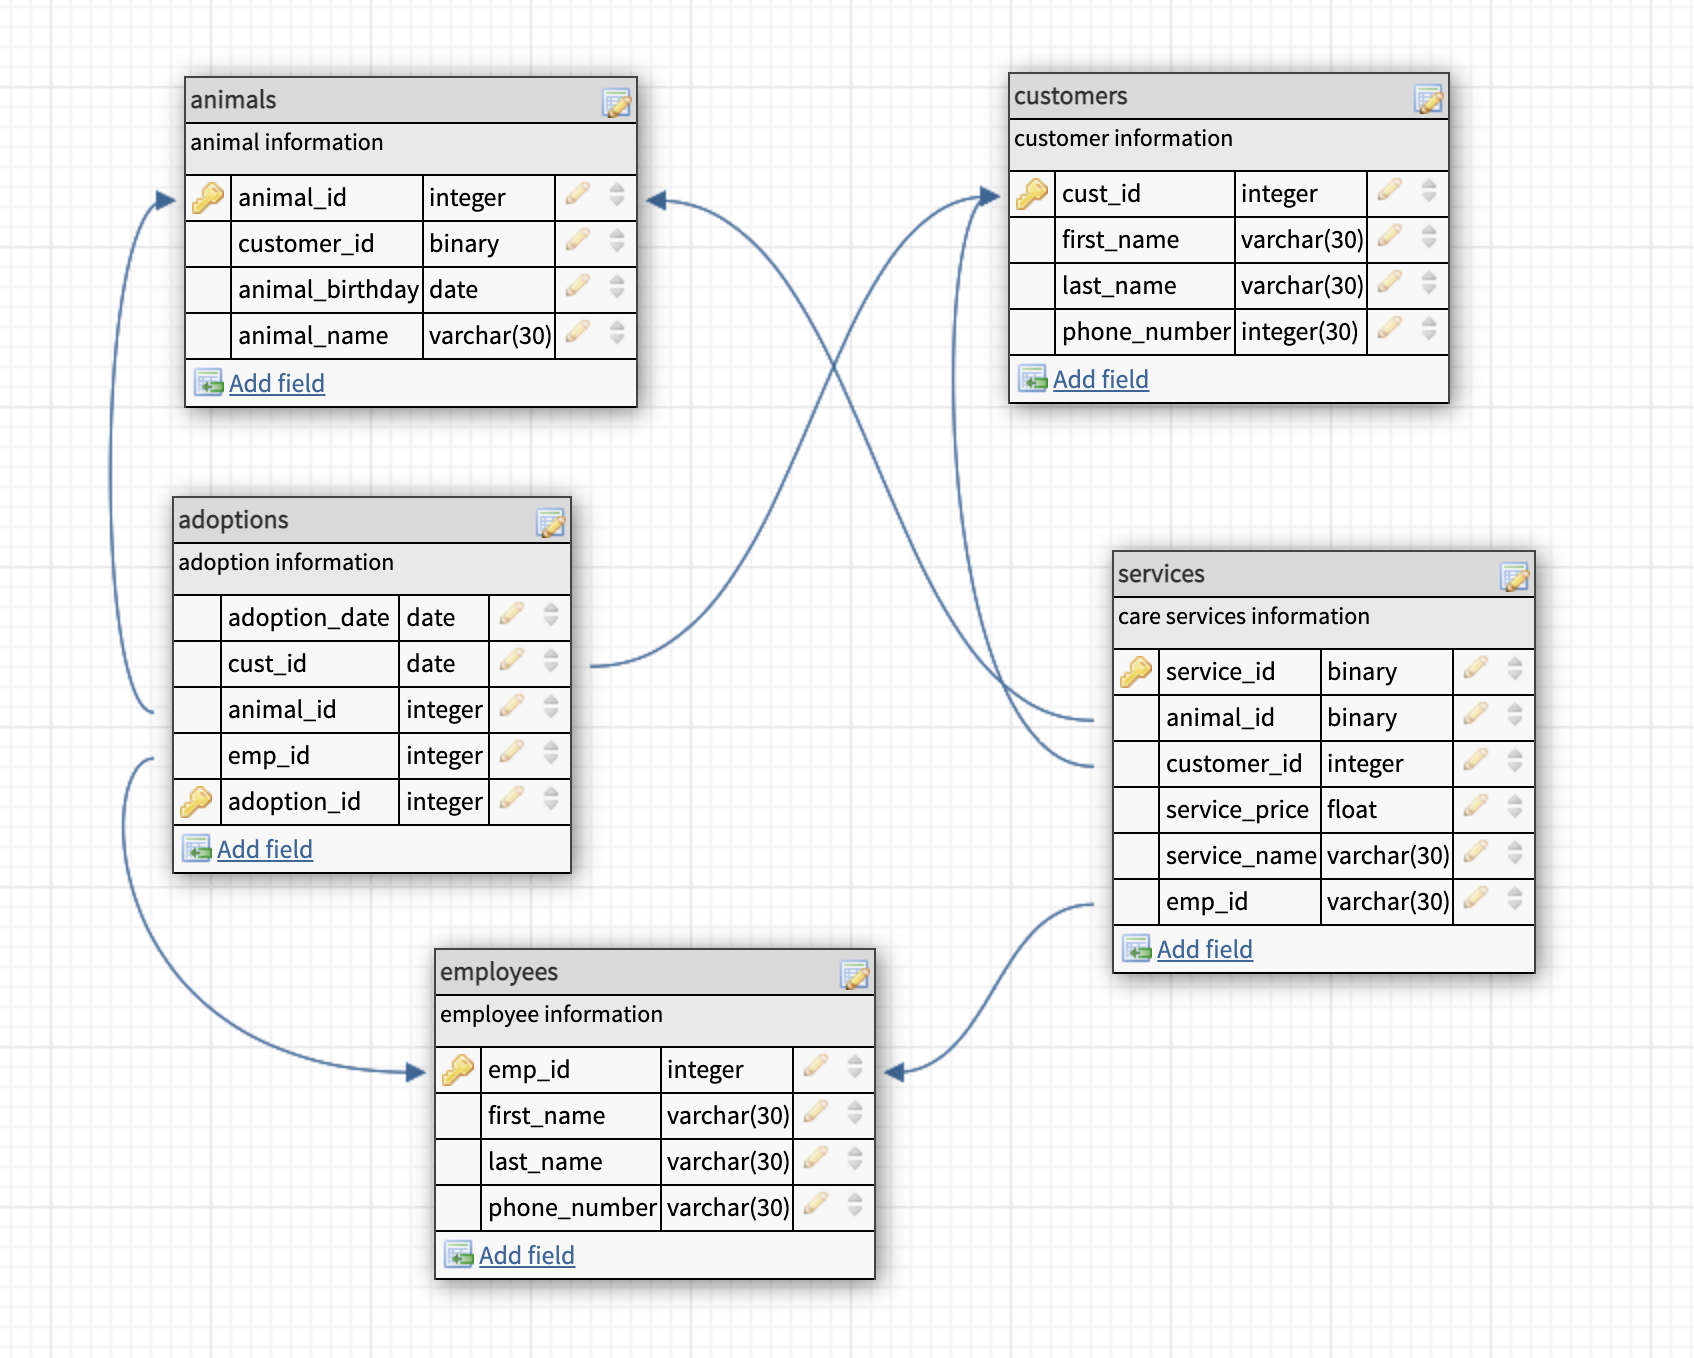 animals
animal information
animal_id integer
customer_id binary
animal_birthday date
animal_name varchar(30)
Add field
customers
customer information
cust_id integer
first_name varchar(30)
last_name varchar(30)
phone_number integer(30)
Add field
adoptions
adoption information
adoption_date date
cust_id date
animal_id integer
emp_id integer
adoption_id integer
Add field
services
care services information
service_id binary
animal_id binary
customer_id integer
service_price float
service_name varchar(30)
emp_id varchar(30)
Add field
employees
employee information
emp_id integer
first_name varchar(30)
last_name varchar(30)
phone_number varchar(30)
Add field